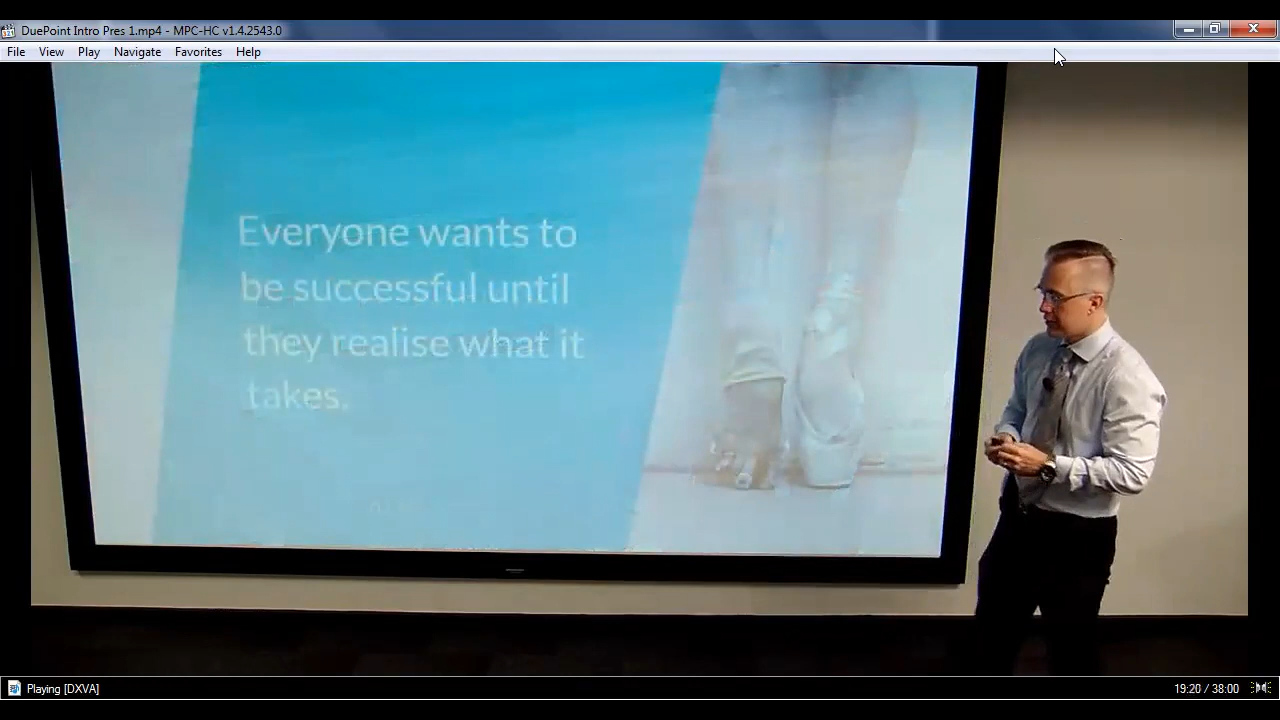 DuePoint Intro Pres 1.mp4 - MPC-HC v1.4.2543.0
File View Play Navigate Favorites Help
Everyone wants to
be successful until
they realise what it
takes.
Playing [DXVA]
19:20 / 38:00